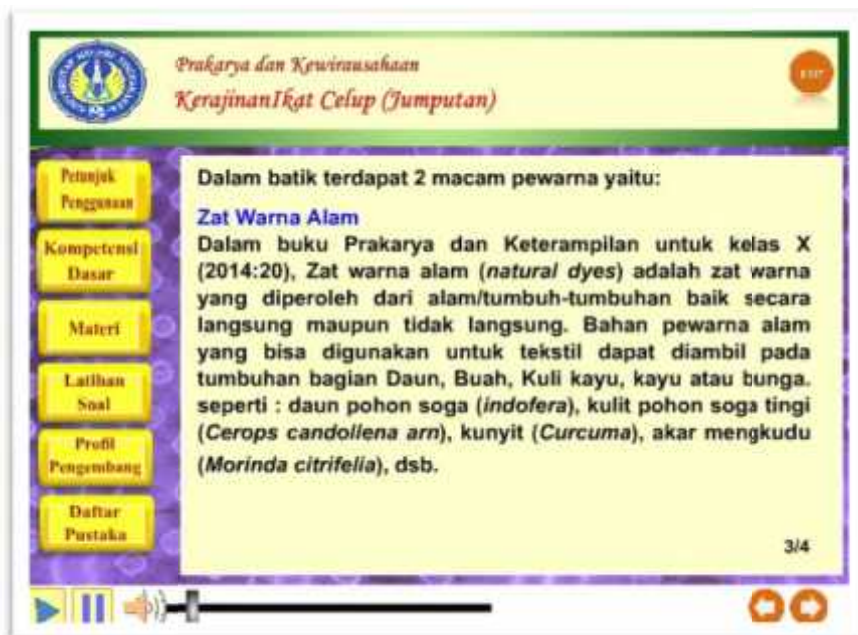 Prakarya dan Kewirausahaan
KerajinanIkat Celup (Jumputan)
EXIT
Petunjuk
Penggunaan
Kompetensi
Dasar
Materi
Latihan
Soal
Profil
Pengembang
Daftar
Pustaka
Dalam batik terdapat 2 macam pewarna yaitu:
Zat Warna Alam
Dalam buku Prakarya dan Keterampilan untuk kelas X
(2014:20), Zat warna alam (natural dyes) adalah zat warna
yang diperoleh dari alam/tumbuh-tumbuhan baik secara
langsung maupun tidak langsung. Bahan pewarna alam
yang bisa digunakan untuk tekstil dapat diambil pada
tumbuhan bagian Daun, Buah, Kuli kayu, kayu atau bunga.
seperti : daun pohon soga (indofera), kulit pohon soga tingi
(Cerops candollena arn), kunyit (Curcuma), akar mengkudu
(Morinda citrifelia), dsb.
3/4